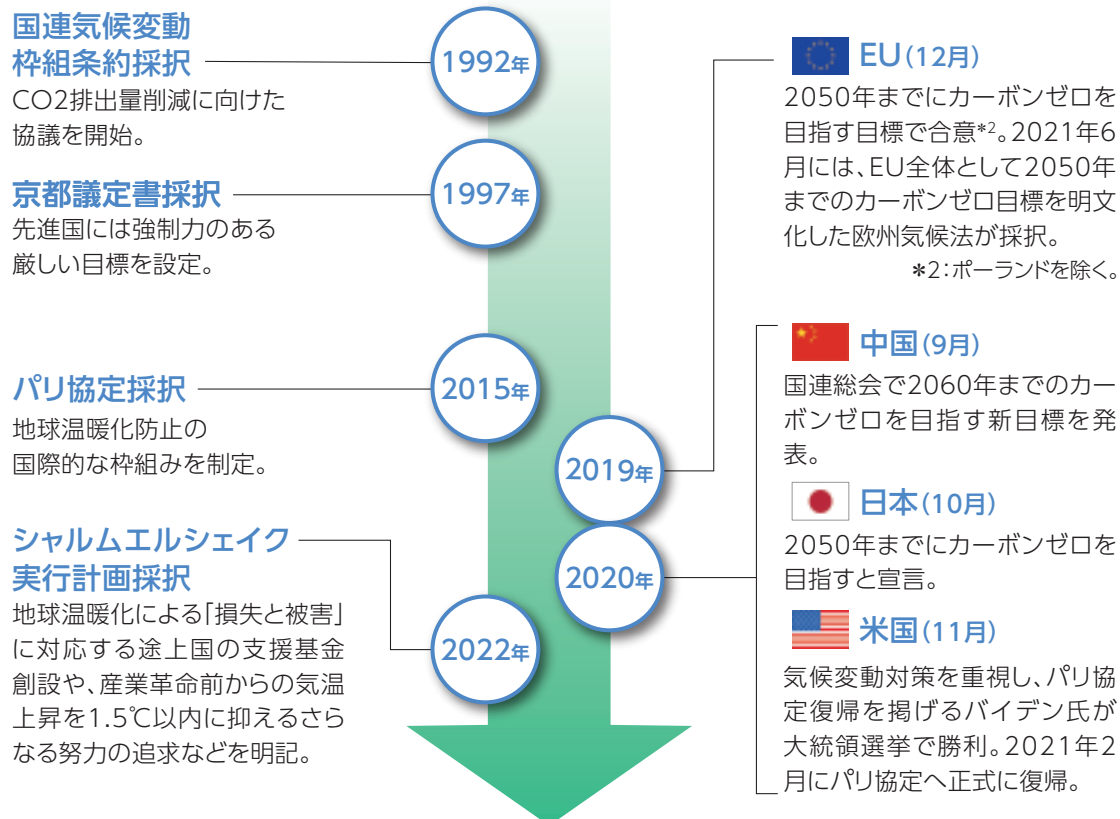 国連気候変動
枠組条約採択
1992年
CO2排出量削減に向けた
協議を開始。
京都議定書採択
1997年
先進国には強制力のある
厳しい目標を設定。
パリ協定採択
2015年
地球温暖化防止の
国際的な枠組みを制定。
シャルムエルシェイク
実行計画採択
2022年
地球温暖化による「損失と被害」
に対応する途上国の支援基金
創設や、産業革命前からの気温
上昇を1.5℃以内に抑えるさら
なる努力の追求などを明記。
2019年
EU(12月)
2050年までにカーボンゼロを
目指す目標で合意*2。2021年6
月には、EU全体として2050年
までのカーボンゼロ目標を明文
化した欧州気候法が採択。
*2:ポーランドを除く。
2020年
中国(9月)
国連総会で2060年までのカー
ボンゼロを目指す新目標を発
表。
日本(10月)
2050年までにカーボンゼロを
目指すと宣言。
米国(11月)
気候変動対策を重視し、パリ協
定復帰を掲げるバイデン氏が
大統領選挙で勝利。2021年2
月にパリ協定へ正式に復帰。